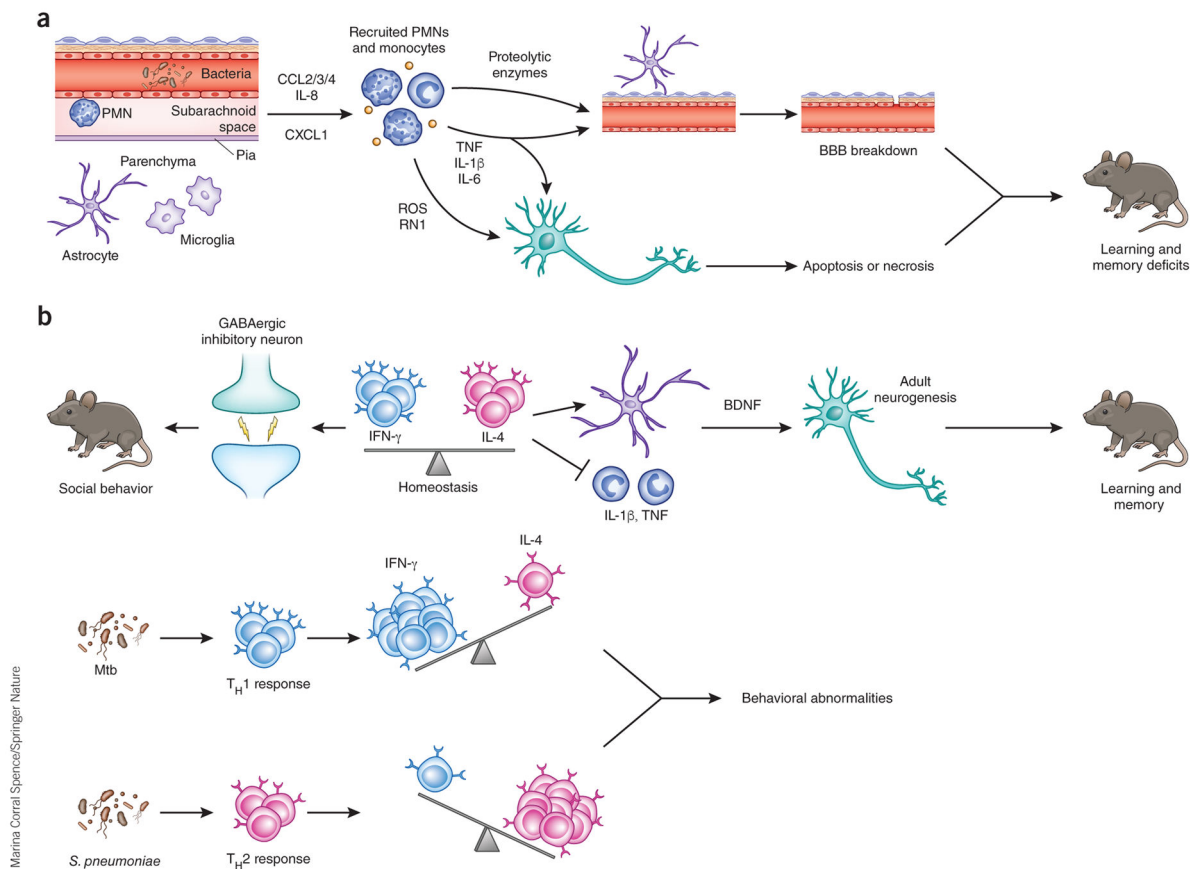 a
Bacteria
PMN
Subarachnoid
space
Pia
Parenchyma
Astrocyte
Microglia
CCL2/3/4
IL-8
CXCL1
Recruited PMNs
and monocytes
Proteolytic
enzymes
TNF
IL-1β
IL-6
ROS
RN1
BBB breakdown
Apoptosis or necrosis
Learning and
memory deficits
b
GABAergic
inhibitory neuron
Social behavior
IFN-γ
IL-4
Homeostasis
BDNF
IL-1β, TNF
Adult
neurogenesis
Learning and
memory
Mtb
TH1 response
IFN-γ
IL-4
Behavioral abnormalities
S. pneumoniae
TH2 response
Marina Corral Spence/Springer Nature